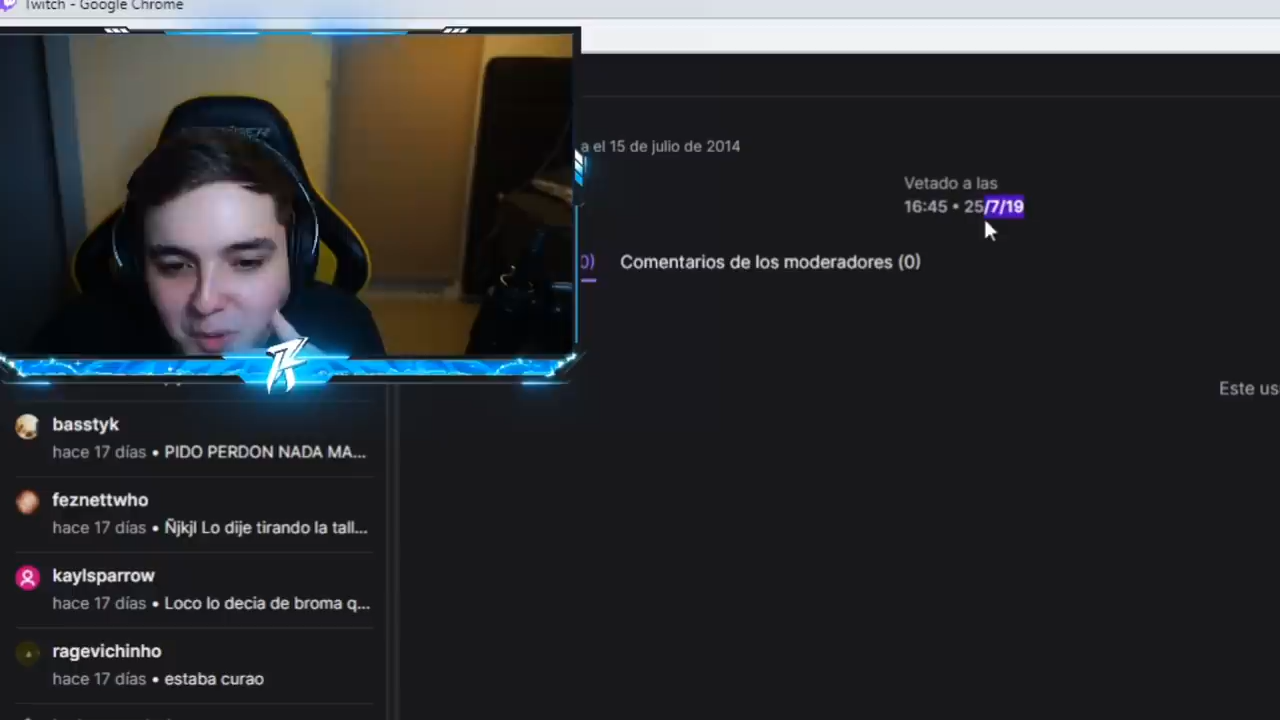 Twitch - Google Chrome
a el 15 de julio de 2014
Vetado a las
16:45 • 25/7/19
0) Comentarios de los moderadores (0)
Este us
basstyk
hace 17 días • PIDO PERDON NADA MA...
feznettwho
hace 17 días • Ñjkjl Lo dije tirando la tall...
kaylsparrow
hace 17 días • Loco lo decia de broma q...
ragevichinho
hace 17 días • estaba curao